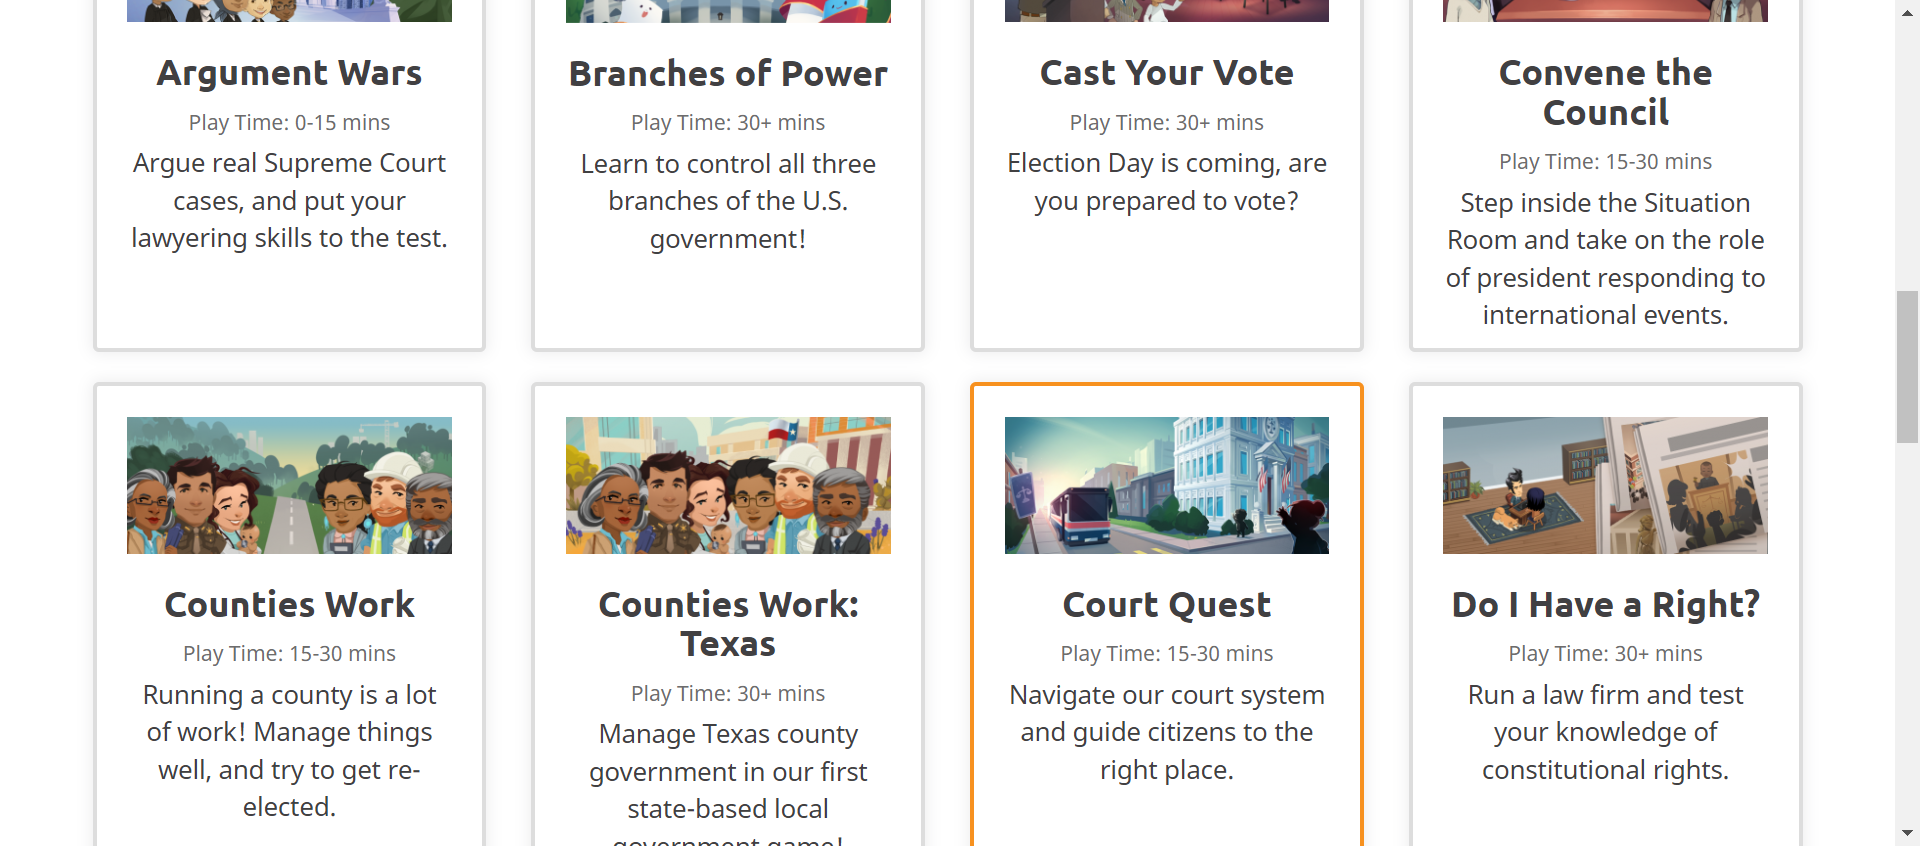 Argument Wars
Play Time: 0-15 mins
Argue real Supreme Court
cases, and put your
lawyering skills to the test.
Branches of Power
Play Time: 30+ mins
Learn to control all three
branches of the U.S.
government!
Cast Your Vote
Play Time: 30+ mins
Election Day is coming, are
you prepared to vote?
Convene the
Council
Play Time: 15-30 mins
Step inside the Situation
Room and take on the role
of president responding to
international events.
Counties Work
Play Time: 15-30 mins
Running a county is a lot
of work! Manage things
well, and try to get re-
elected.
Counties Work:
Texas
Play Time: 30+ mins
Manage Texas county
government in our first
state-based local
government game!
Court Quest
Play Time: 15-30 mins
Navigate our court system
and guide citizens to the
right place.
Do I Have a Right?
Play Time: 30+ mins
Run a law firm and test
your knowledge of
constitutional rights.